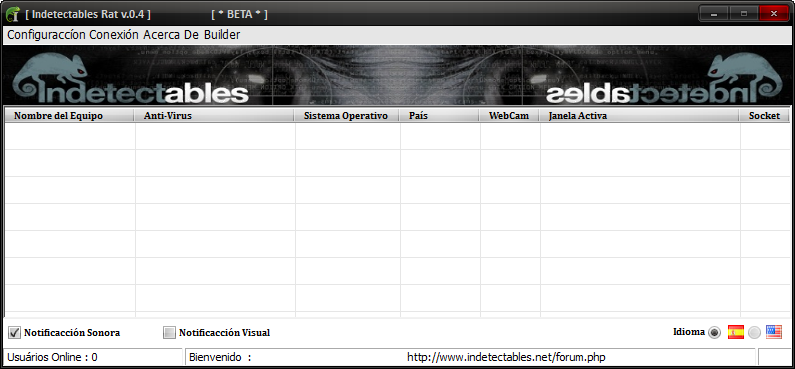 [ Indetectables Rat v.0.4 ] [ * BETA * ]
Configuraccíon Conexión Acerca De Builder
Indetectables Indetectables
Nombre del Equipo Anti-Virus Sistema Operativo País WebCam Janela Activa Socket
Notificacción Sonora Notificacción Visual Idioma
Usuários Online : 0 Bienvenido : http://www.indetectables.net/forum.php